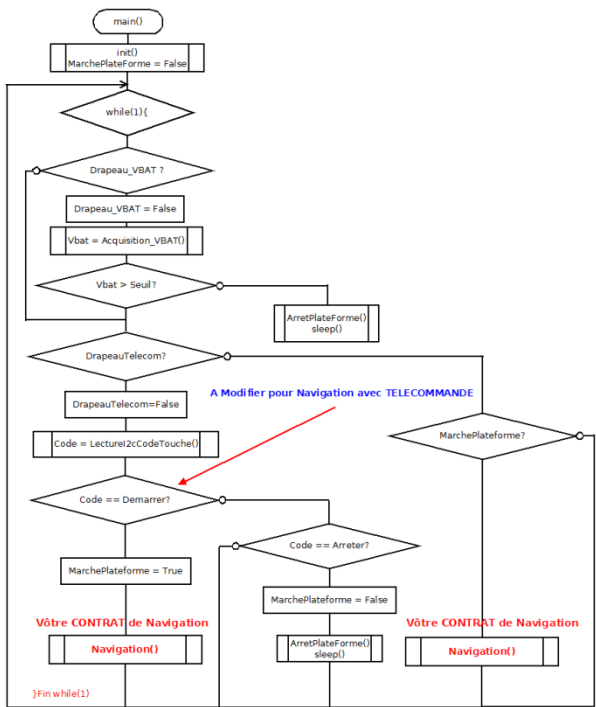 main()
init()
MarchePlateForme = False
while(1){
Drapeau_VBAT ?
Drapeau_VBAT = False
Vbat = Acquisition_VBAT()
Vbat > Seuil?
ArretPlateForme()
sleep()
DrapeauTelecom?
DrapeauTelecom=False
A Modifier pour Navigation avec TELECOMMANDE
Code = LectureI2cCodeTouche()
MarchePlateforme?
Code == Demarrer?
Code == Arreter?
MarchePlateforme = True
MarchePlateforme = False
Vôtre CONTRAT de Navigation
Navigation()
ArretPlateForme()
sleep()
Vôtre CONTRAT de Navigation
Navigation()
}Fin while(1)